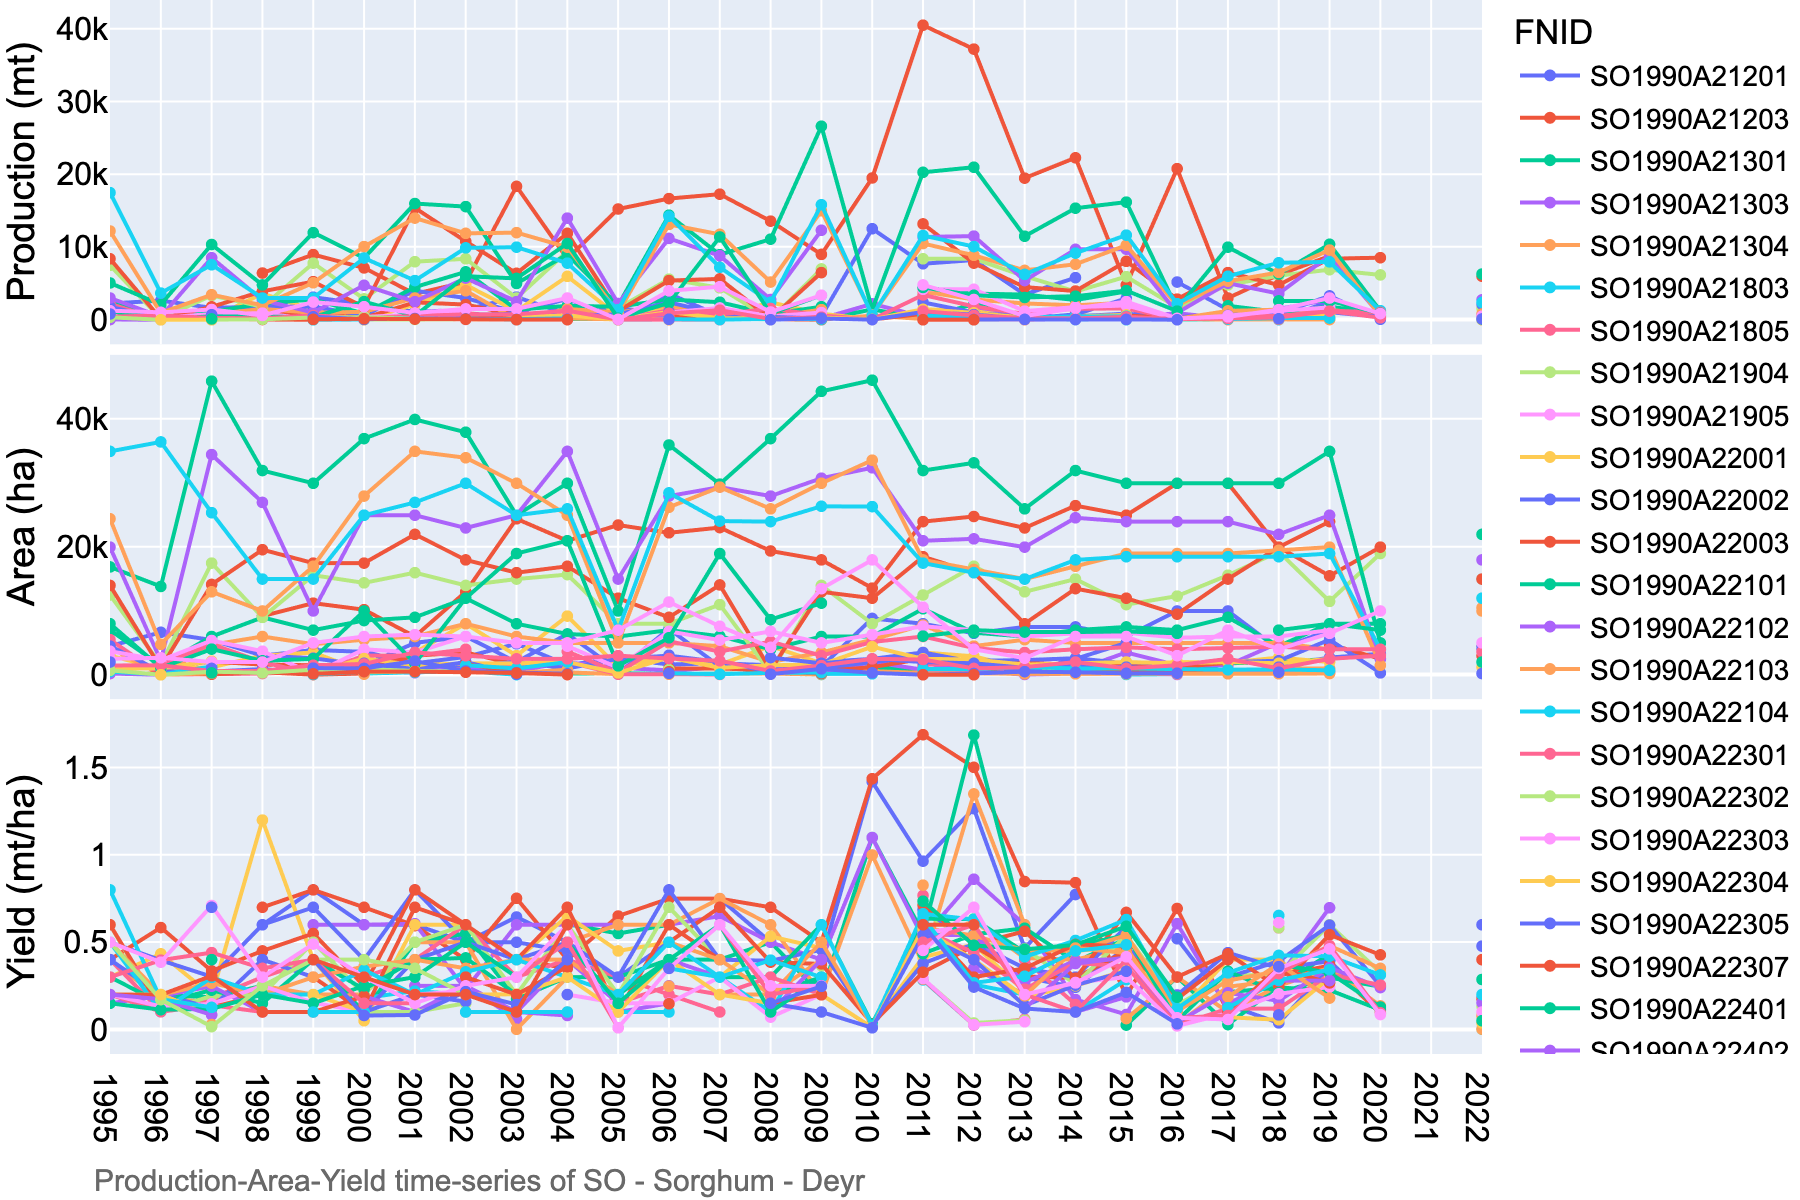 Production (mt)
40k
30k
20k
10k
0
Area (ha)
40k
20k
0
Yield (mt/ha)
1.5
1
0.5
0
1995
1996
1997
1998
1999
2000
2001
2002
2003
2004
2005
2006
2007
2008
2009
2010
2011
2012
2013
2014
2015
2016
2017
2018
2019
2020
2021
2022
FNID
SO1990A21201
SO1990A21203
SO1990A21301
SO1990A21303
SO1990A21304
SO1990A21803
SO1990A21805
SO1990A21904
SO1990A21905
SO1990A22001
SO1990A22002
SO1990A22003
SO1990A22101
SO1990A22102
SO1990A22103
SO1990A22104
SO1990A22301
SO1990A22302
SO1990A22303
SO1990A22304
SO1990A22305
SO1990A22307
SO1990A22401
SO1990A22402
Production-Area-Yield time-series of SO - Sorghum - Deyr